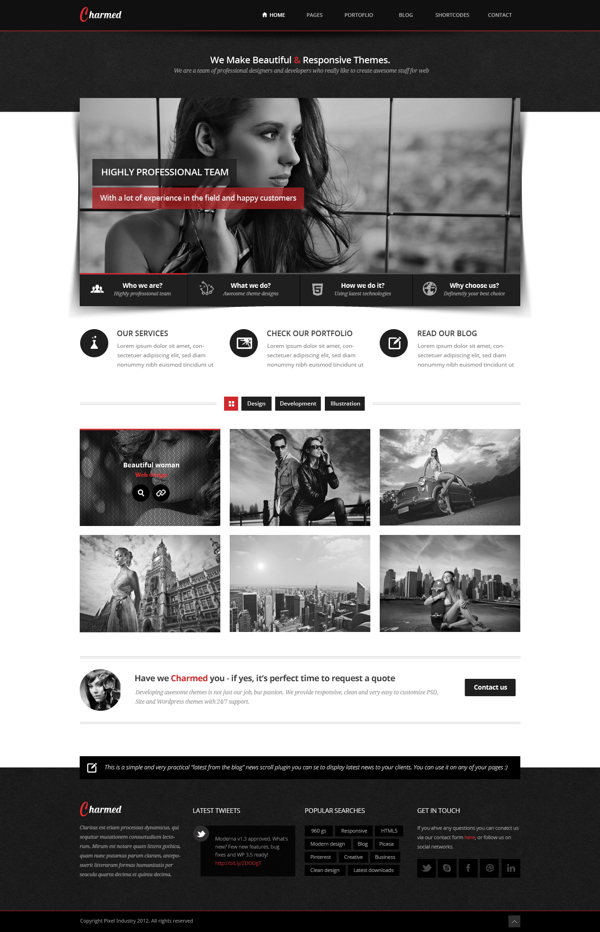 Charmed
HOME PAGES PORTOFLIO BLOG SHORTCODES CONTACT
We Make Beautiful & Responsive Themes.
We are a team of professional designers and developers who really like to create awesome stuff for web
HIGHLY PROFESSIONAL TEAM
With a lot of experience in the field and happy customers
Who we are?
Highly professional team
What we do?
Awesome theme designs
How we do it?
Using latest technologies
Why choose us?
Definently your best choice
OUR SERVICES
Lorem ipsum dolor sit amet, con-
sectetuer adipiscing elit, sed diam
nonummy nibh euismod tincidunt ut
CHECK OUR PORTFOLIO
Lorem ipsum dolor sit amet, con-
sectetuer adipiscing elit, sed diam
nonummy nibh euismod tincidunt ut
READ OUR BLOG
Lorem ipsum dolor sit amet, con-
sectetuer adipiscing elit, sed diam
nonummy nibh euismod tincidunt ut
Design Development Illustration
Beautiful woman
Have we Charmed you - if yes, it's perfect time to request a quote
Developing awesome themes is not just our job, but passion. We provide responsive, clean and very easy to customize PSD,
Site and Wordpress themes with 24/7 support.
Contact us
This is a simple and very practical "latest from the blog" news scroll plugin you can se to display latest news to your clients. You can use it on any of your pages ;)
Charmed
Claritas est etiam processus dynamicus, qui
sequitur mutationem consuetudium lecto-
rum. Mirum est notare quam littera gothica,
quam nunc putamus parum claram, antepo-
suerit litterarum formas humanitatis per
seacula quarta decima et quinta decima.
LATEST TWEETS
Moderna v1.3 approved. What's
new? Few new features, bug
fixes and WP 3.5 ready!
POPULAR SEARCHES
960 gs Responsive HTML5
Modern design Blog Picasa
Pinterest Creative Business
Clean design Latest downloads
GET IN TOUCH
If you ahve any questions you can conatct us
via our contact form here, or follow us on
social networks.
Copyright Pixel Industry 2012. All rights reserved